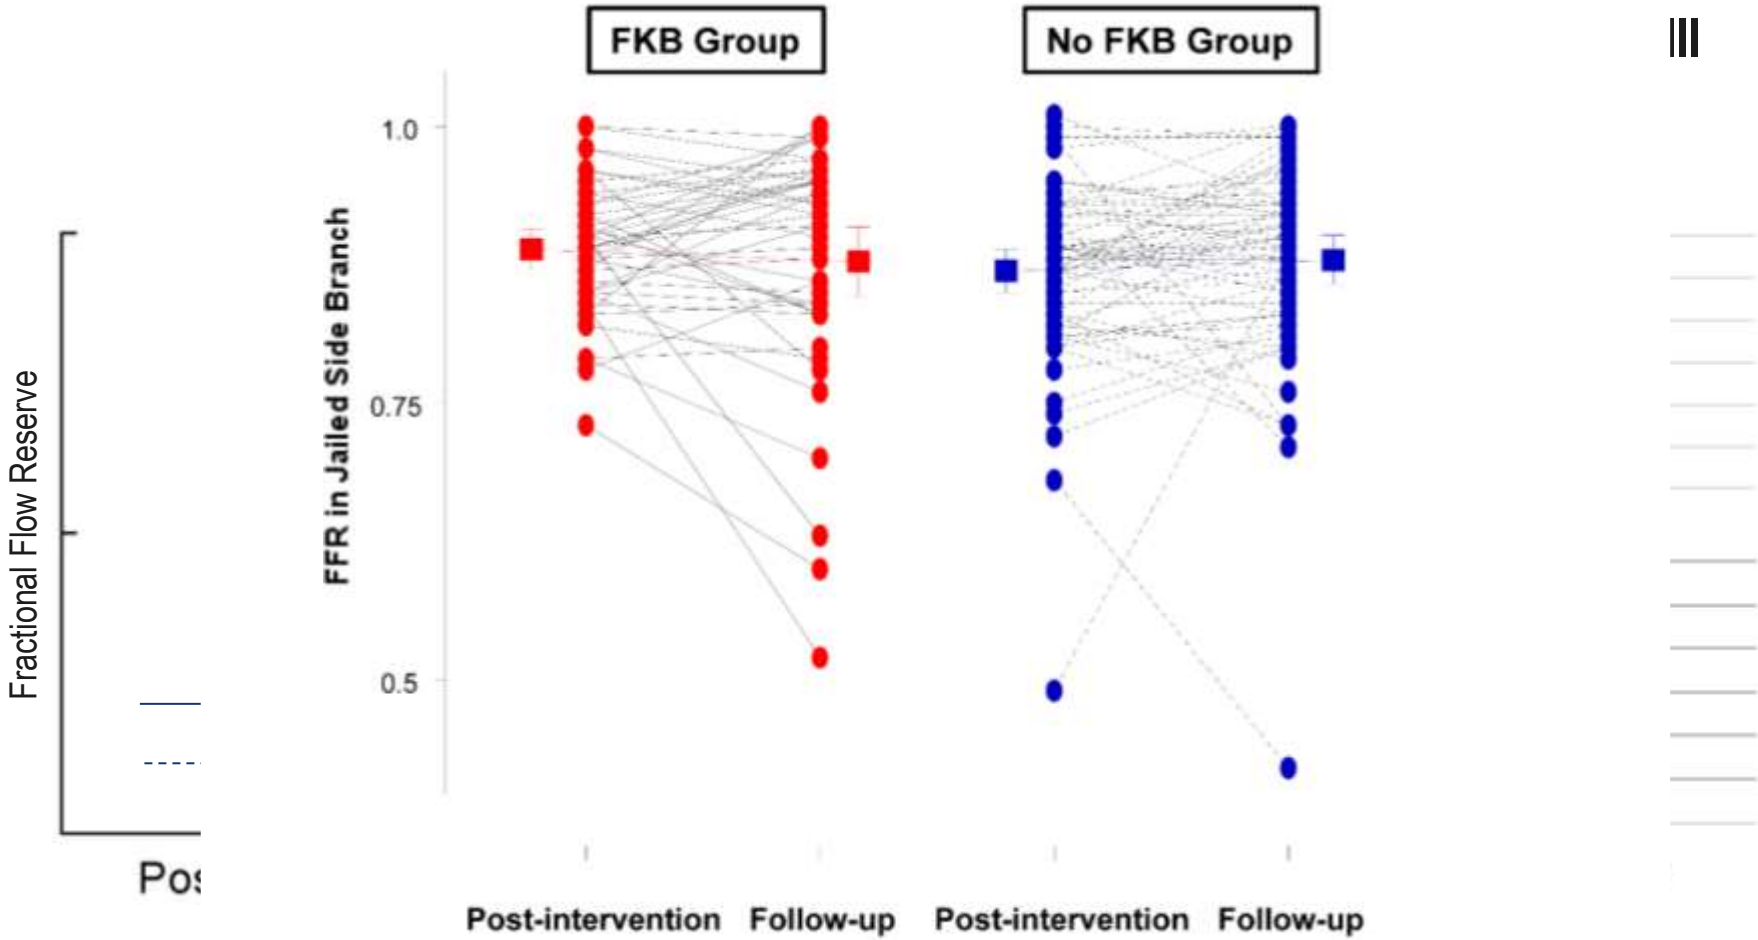 FKB Group
No FKB Group
1.0
0.75
0.5
FFR in Jailed Side Branch
Fractional Flow Reserve
Post-intervention
Follow-up
Post-intervention
Follow-up